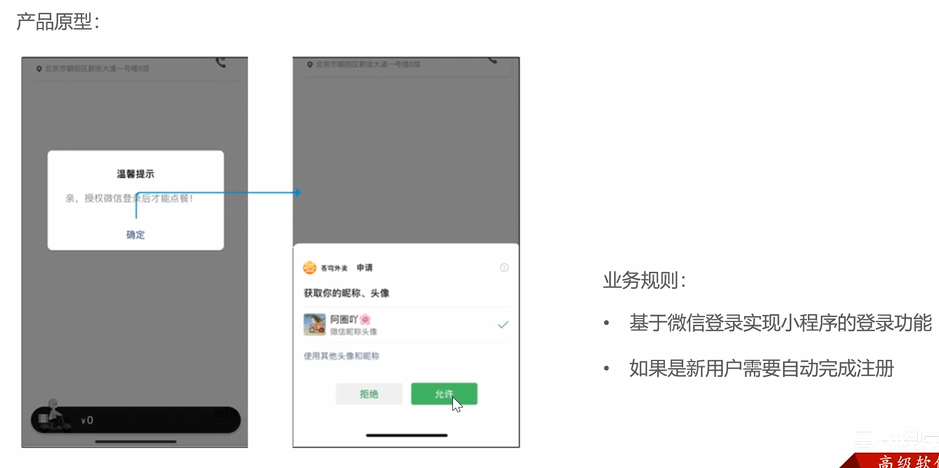 产品原型：
北京市朝阳区新街大道一号楼8层
温馨提示
亲，授权微信登录后才能点餐！
确定
¥0
北京市朝阳区新街大道一号楼8层
苍穹外卖 申请
获取你的昵称、头像
阿圈吖🌸
微信昵称头像
使用其他头像和昵称
拒绝
允许
业务规则：
• 基于微信登录实现小程序的登录功能
• 如果是新用户需要自动完成注册
高级软